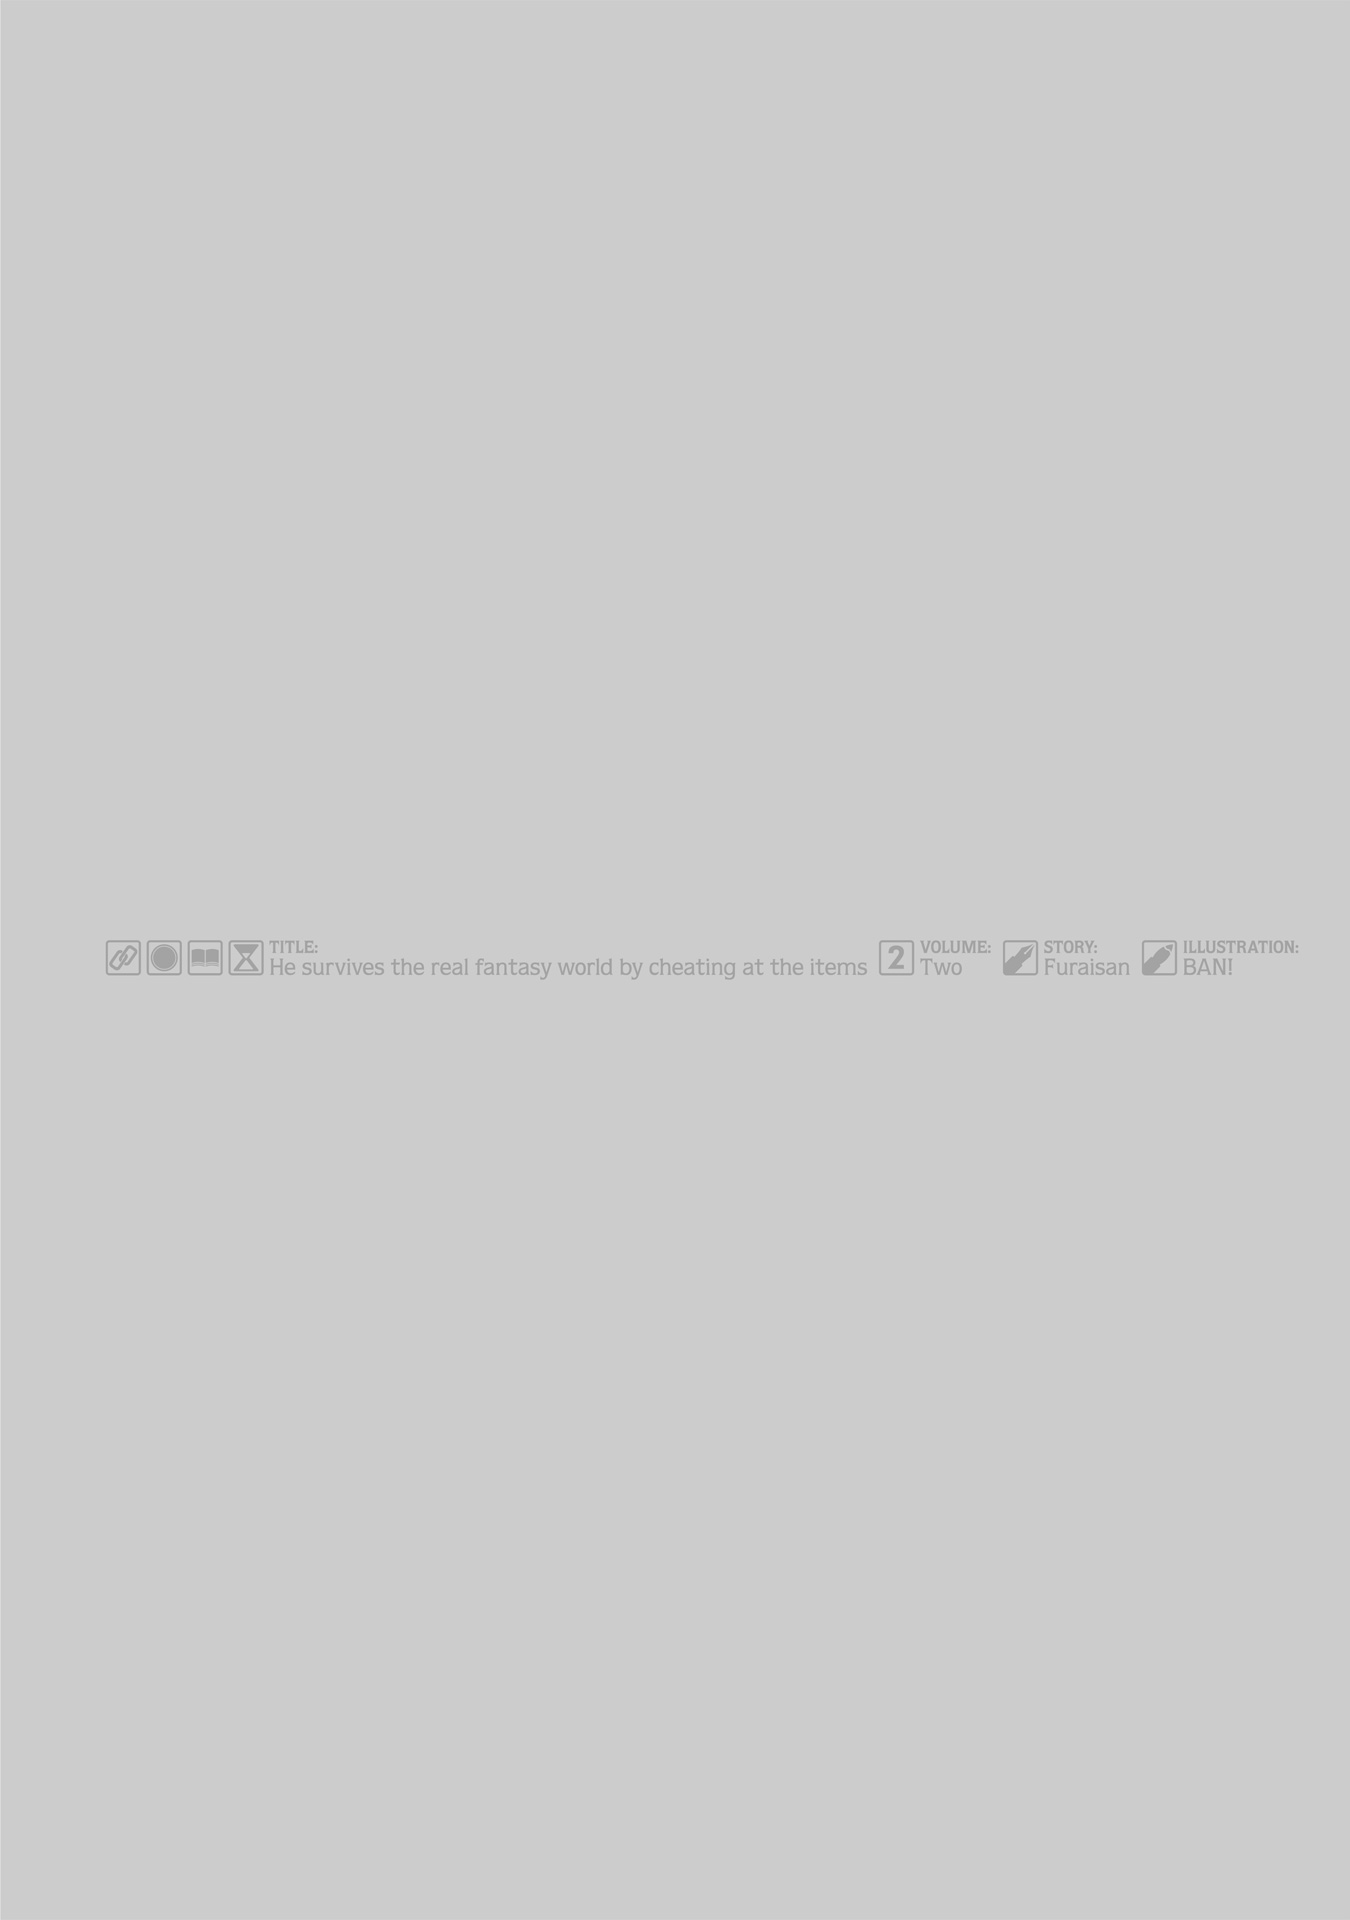 TITLE:
He survives the real fantasy world by cheating at the items
2
VOLUME:
Two
STORY:
Furaisan
ILLUSTRATION:
BAN!